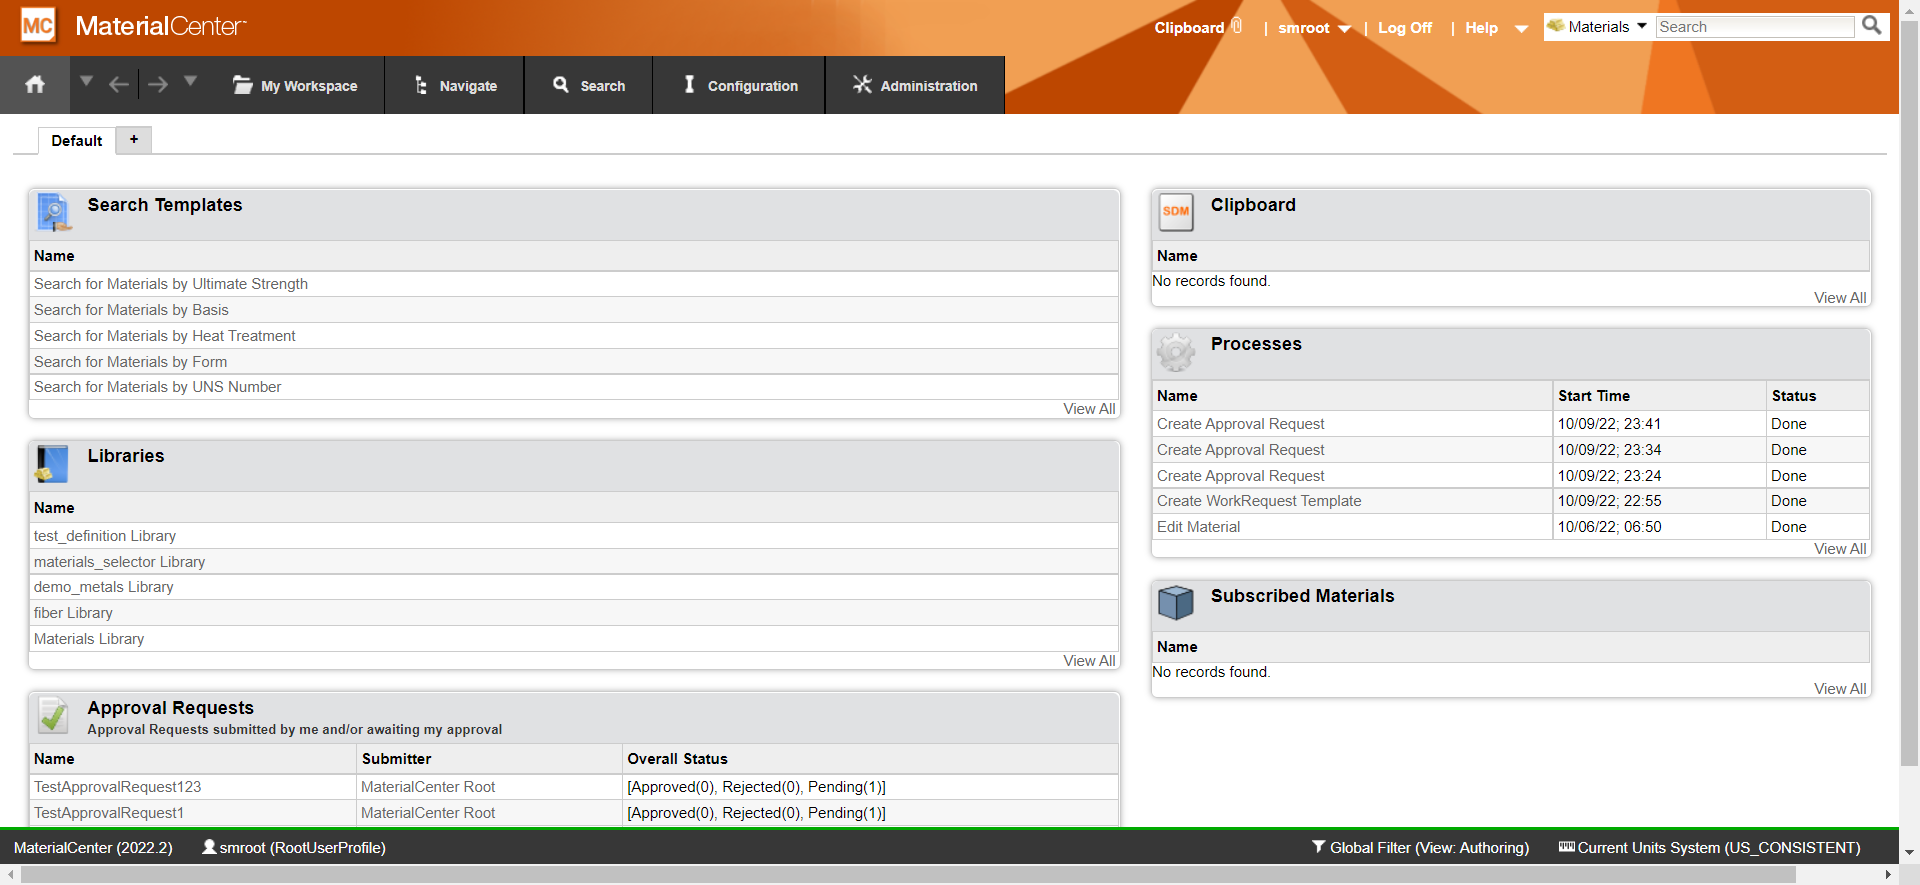 MC MaterialCenter
Clipboard | smroot | Log Off | Help Materials Search
My Workspace Navigate Search Configuration Administration
Default +
Search Templates
Name
Search for Materials by Ultimate Strength
Search for Materials by Basis
Search for Materials by Heat Treatment
Search for Materials by Form
Search for Materials by UNS Number
View All
Libraries
Name
test_definition Library
materials_selector Library
demo_metals Library
fiber Library
Materials Library
View All
Approval Requests
Approval Requests submitted by me and/or awaiting my approval
Name Submitter Overall Status
TestApprovalRequest123 MaterialCenter Root [Approved(0), Rejected(0), Pending(1)]
TestApprovalRequest1 MaterialCenter Root [Approved(0), Rejected(0), Pending(1)]
SDM Clipboard
Name
No records found.
View All
Processes
Name Start Time Status
Create Approval Request 10/09/22; 23:41 Done
Create Approval Request 10/09/22; 23:34 Done
Create Approval Request 10/09/22; 23:24 Done
Create WorkRequest Template 10/09/22; 22:55 Done
Edit Material 10/06/22; 06:50 Done
View All
Subscribed Materials
Name
No records found.
View All
MaterialCenter (2022.2) smroot (RootUserProfile) Global Filter (View: Authoring) Current Units System (US_CONSISTENT)